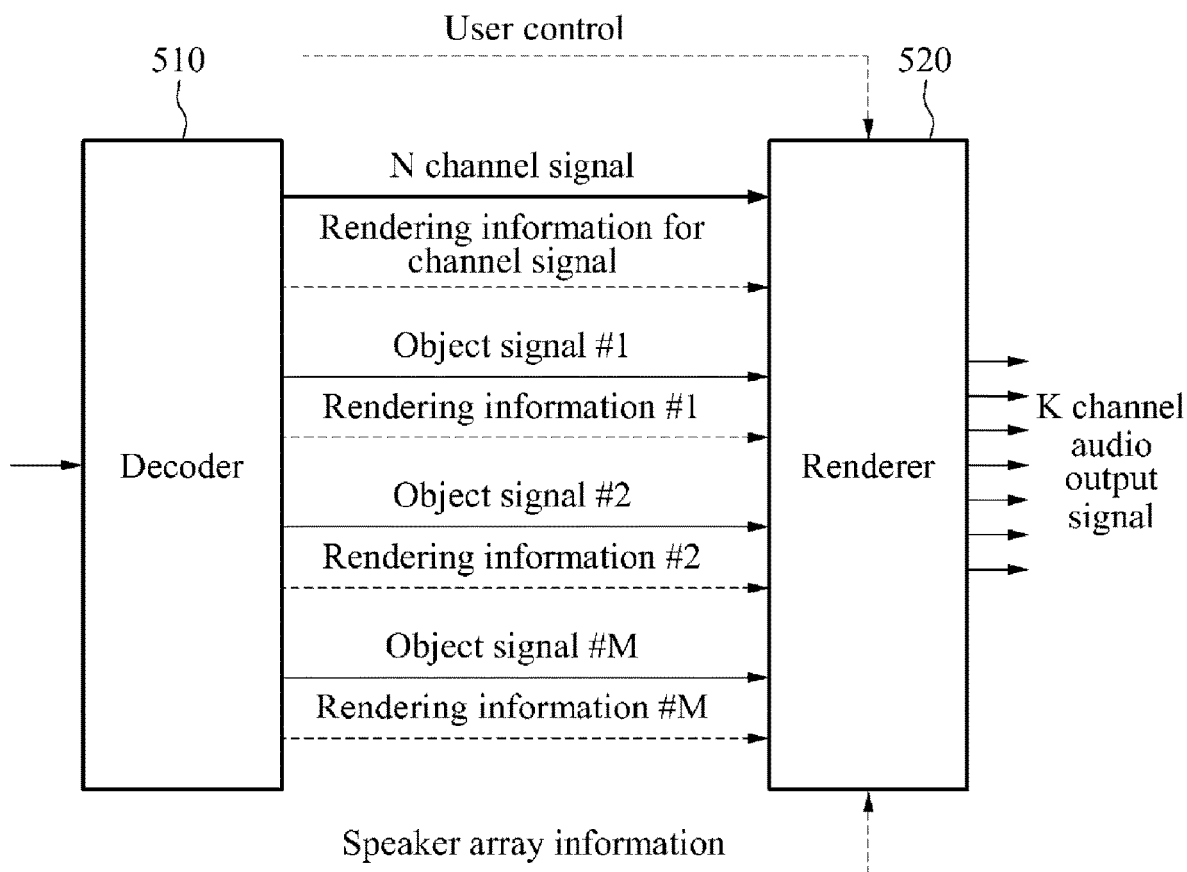 User control
510
520
N channel signal
Rendering information for
channel signal
Object signal #1
Rendering information #1
Decoder
Object signal #2
Rendering information #2
Object signal #M
Rendering information #M
Renderer
K channel
audio
output
signal
Speaker array information